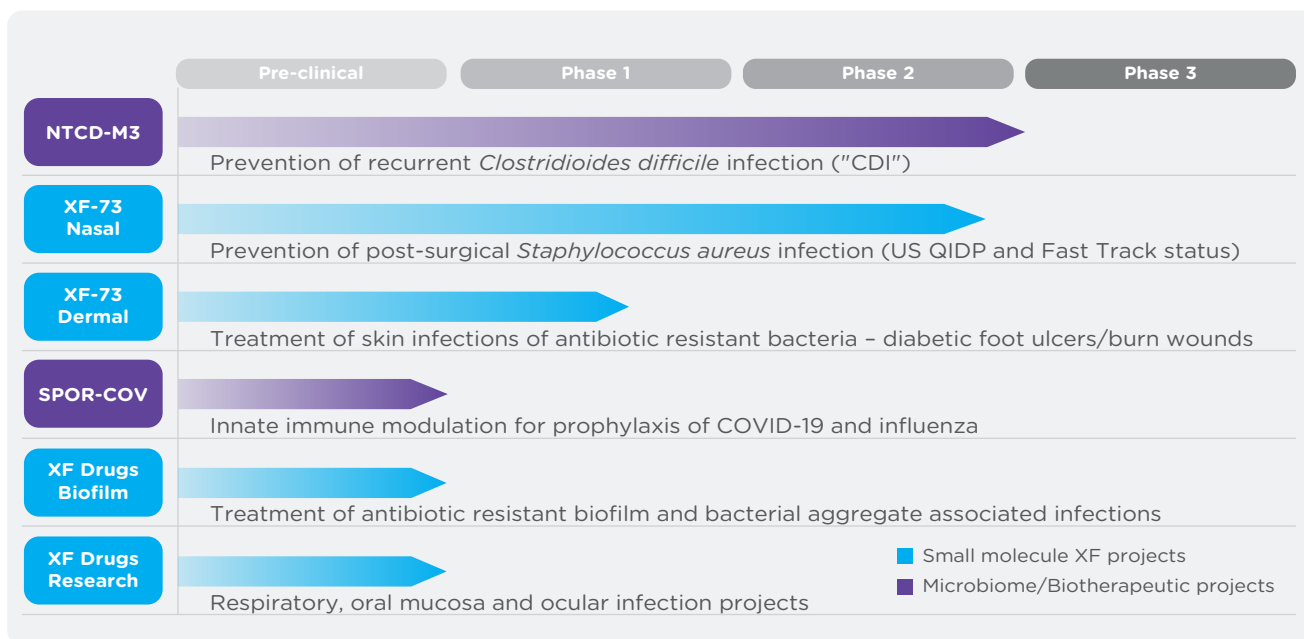 Pre-clinical
Phase 1
Phase 2
Phase 3
NTCD-M3
Prevention of recurrent Clostridioides difficile infection ("CDI")
XF-73
Nasal
Prevention of post-surgical Staphylococcus aureus infection (US QIDP and Fast Track status)
XF-73
Dermal
Treatment of skin infections of antibiotic resistant bacteria – diabetic foot ulcers/burn wounds
SPOR-COV
Innate immune modulation for prophylaxis of COVID-19 and influenza
XF Drugs
Biofilm
Treatment of antibiotic resistant biofilm and bacterial aggregate associated infections
XF Drugs
Research
Respiratory, oral mucosa and ocular infection projects
Small molecule XF projects
Microbiome/Biotherapeutic projects